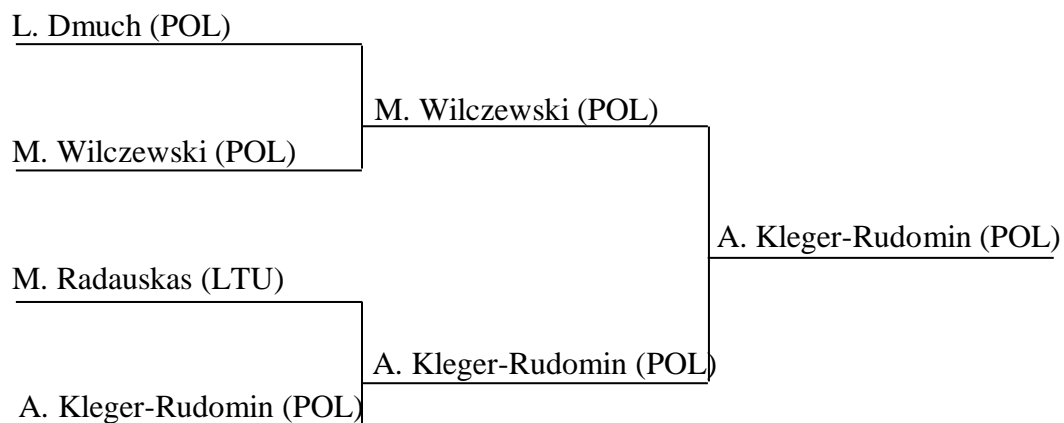 L. Dmuch (POL)
M. Wilczewski (POL)
M. Wilczewski (POL)
A. Kleger-Rudomin (POL)
M. Radauskas (LTU)
A. Kleger-Rudomin (POL)
A. Kleger-Rudomin (POL)